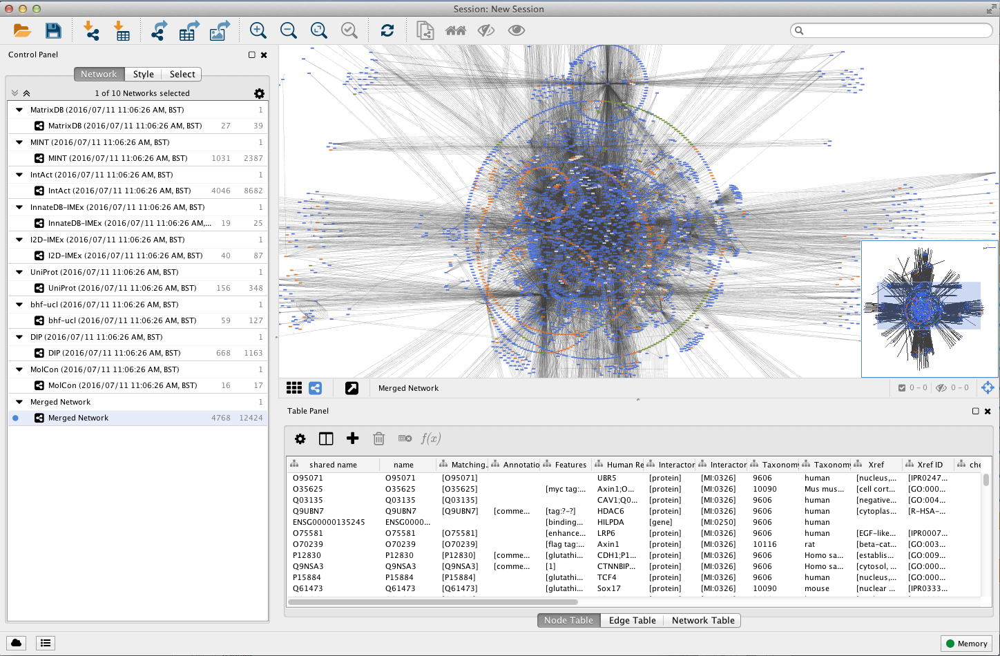 Session: New Session
Control Panel
Network Style Select
1 of 10 Networks selected
MatrixDB (2016/07/11 11:06:26 AM, BST) 1
MatrixDB (2016/07/11 11:06:26 AM, BST) 27 39
MINT (2016/07/11 11:06:26 AM, BST) 1
MINT (2016/07/11 11:06:26 AM, BST) 1031 2387
IntAct (2016/07/11 11:06:26 AM, BST) 1
IntAct (2016/07/11 11:06:26 AM, BST) 4046 8682
InnateDB-IMEx (2016/07/11 11:06:26 AM, BST) 1
InnateDB-IMEx (2016/07/11 11:06:26 AM,... 19 25
I2D-IMEx (2016/07/11 11:06:26 AM, BST) 1
I2D-IMEx (2016/07/11 11:06:26 AM, BST) 40 87
UniProt (2016/07/11 11:06:26 AM, BST) 1
UniProt (2016/07/11 11:06:26 AM, BST) 156 348
bhf-ucl (2016/07/11 11:06:26 AM, BST) 1
bhf-ucl (2016/07/11 11:06:26 AM, BST) 59 127
DIP (2016/07/11 11:06:26 AM, BST) 1
DIP (2016/07/11 11:06:26 AM, BST) 668 1163
MolCon (2016/07/11 11:06:26 AM, BST) 1
MolCon (2016/07/11 11:06:26 AM, BST) 16 17
Merged Network 1
Merged Network 4768 12424
Merged Network 0 - 0 0 - 0
Table Panel
f(x)
shared name name Matching... Annotatio Features Human Re Interactor Interactor Taxonomy Taxonomy Xref Xref ID che
O95071 O95071 [O95071] UBR5 [protein] [MI:0326] 9606 human [nucleus,... [IPR0247...
O35625 O35625 [O35625] [myc tag:... Axin1;O... [protein] [MI:0326] 10090 Mus mus... [cell cort... [GO:000...
Q03135 Q03135 [Q03135] CAV1;Q0... [protein] [MI:0326] 9606 human [negative... [GO:004...
Q9UBN7 Q9UBN7 [Q9UBN7] [comme... [tag:?-?] HDAC6 [protein] [MI:0326] 9606 human [cytoplas... [R-HSA-...
ENSG00000135245 ENSG0000... [binding... HILPDA [gene] [MI:0250] 9606 human
O75581 O75581 [O75581] [enhance... LRP6 [protein] [MI:0326] 9606 human [EGF-like... [IPR0007...
O70239 O70239 [O70239] [flag tag:... Axin1 [protein] [MI:0326] 10116 rat [beta-cat... [GO:003...
P12830 P12830 [P12830] [comme... [glutathi... CDH1;P1... [protein] [MI:0326] 9606 Homo sa... [establis... [GO:009...
Q9NSA3 Q9NSA3 [Q9NSA3] [comme... [1] CTNNBIP... [protein] [MI:0326] 9606 Homo sa... [cytosol, ... [GO:000...
P15884 P15884 [P15884] [glutathi... TCF4 [protein] [MI:0326] 9606 human [nucleus,... [GO:000...
Q61473 Q61473 [Q61473] [glutathi... Sox17 [protein] [MI:0326] 10090 mouse [nuclear ... [IPR0333...
Node Table Edge Table Network Table
Memory